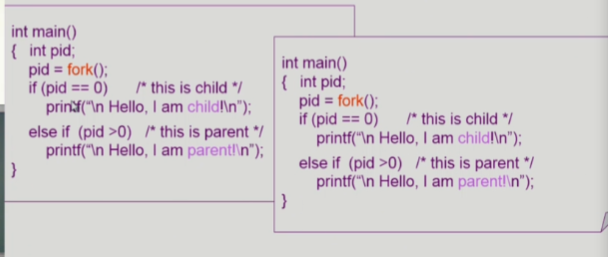 int main()
{ int pid;
pid = fork();
if (pid == 0) /* this is child */
printf("\n Hello, I am child!\n");
else if (pid >0) /* this is parent */
printf("\n Hello, I am parent!\n");
}
int main()
{ int pid;
pid = fork();
if (pid == 0) /* this is child */
printf("\n Hello, I am child!\n");
else if (pid >0) /* this is parent */
printf("\n Hello, I am parent!\n");
}